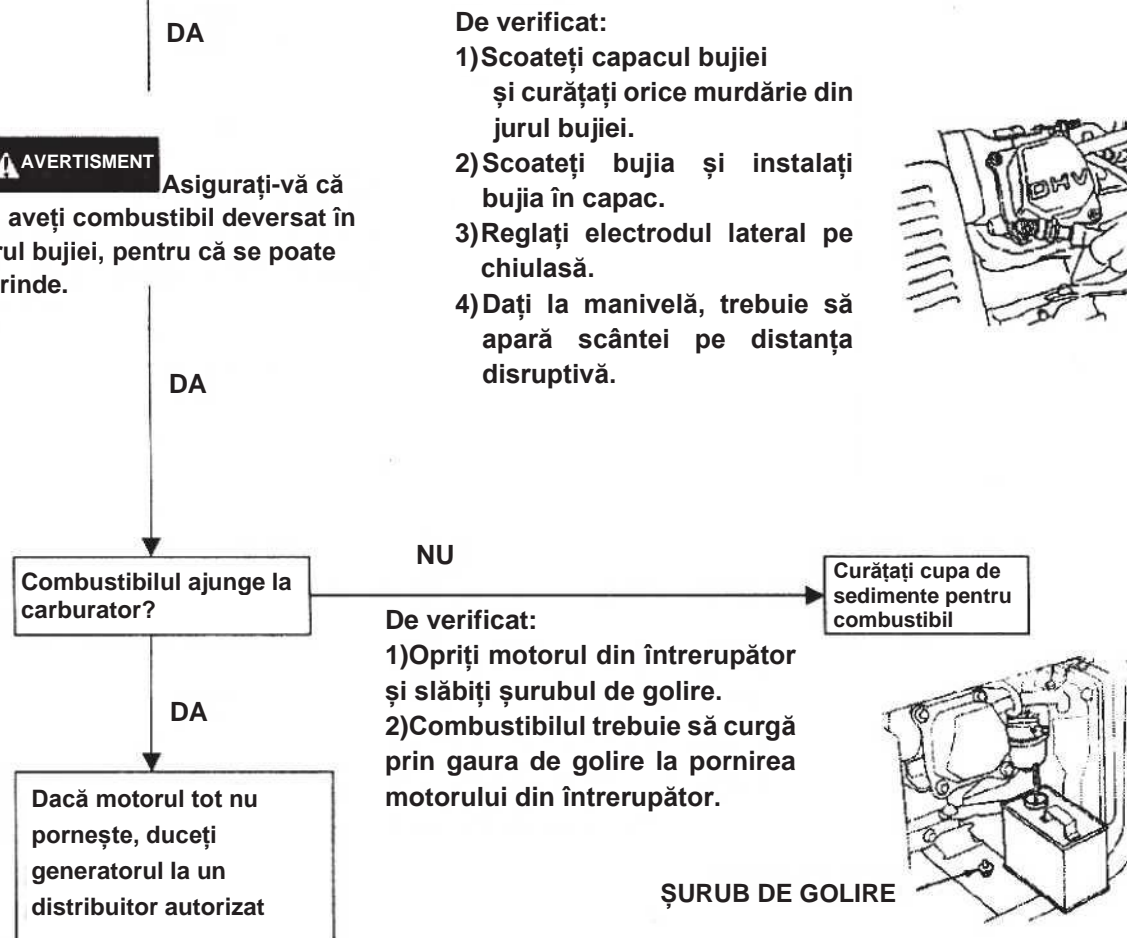 DA
De verificat:
1)Scoateți capacul bujiei
și curățați orice murdărie din
jurul bujiei.
2)Scoateți bujia și instalați
bujia în capac.
3)Reglați electrodul lateral pe
chiulasă.
4)Dați la manivelă, trebuie să
apară scântei pe distanța
disruptivă.
AVERTISMENT
Asigurați-vă că
aveți combustibil deversat în
rul bujiei, pentru că se poate
rinde.
DA
OHV
Combustibilul ajunge la
carburator?
NU
De verificat:
1)Opriți motorul din întrerupător
și slăbiți șurubul de golire.
2)Combustibilul trebuie să curgă
prin gaura de golire la pornirea
motorului din întrerupător.
Curățați cupa de
sedimente pentru
combustibil
DA
Dacă motorul tot nu
pornește, duceți
generatorul la un
distribuitor autorizat
ȘURUB DE GOLIRE